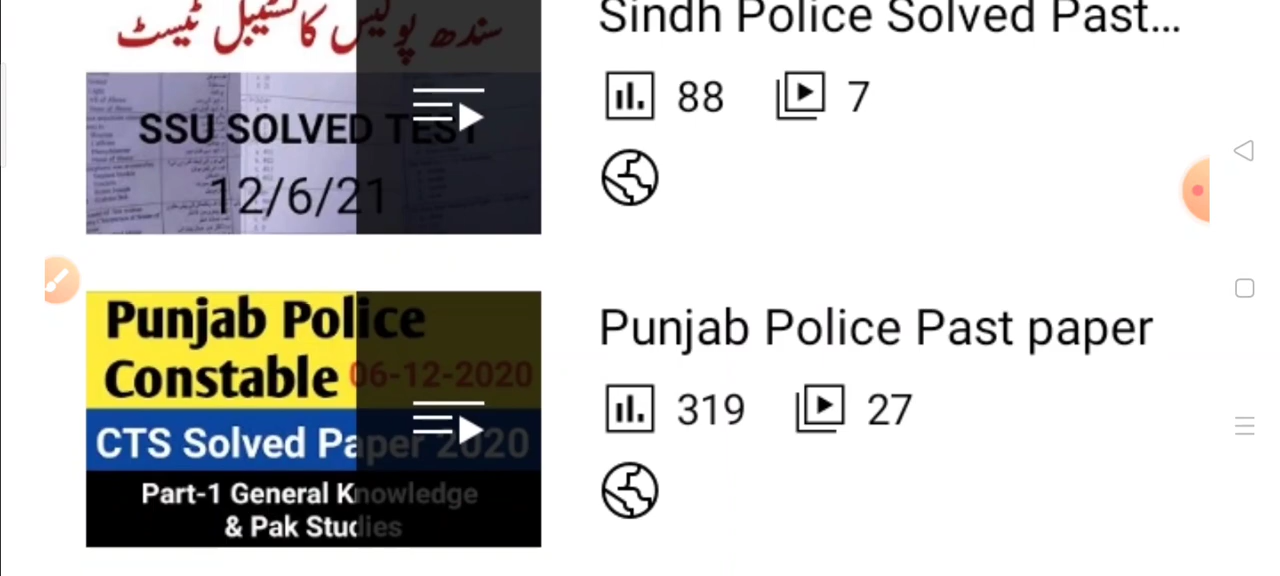 سندھ پولیس کانسٹیبل ٹیسٹ
SSU SOLVED TEST
12/6/21
Sindh Police Solved Past...
88 7
Punjab Police
Constable 06-12-2020
CTS Solved Paper 2020
Part-1 General Knowledge
& Pak Studies
Punjab Police Past paper
319 27